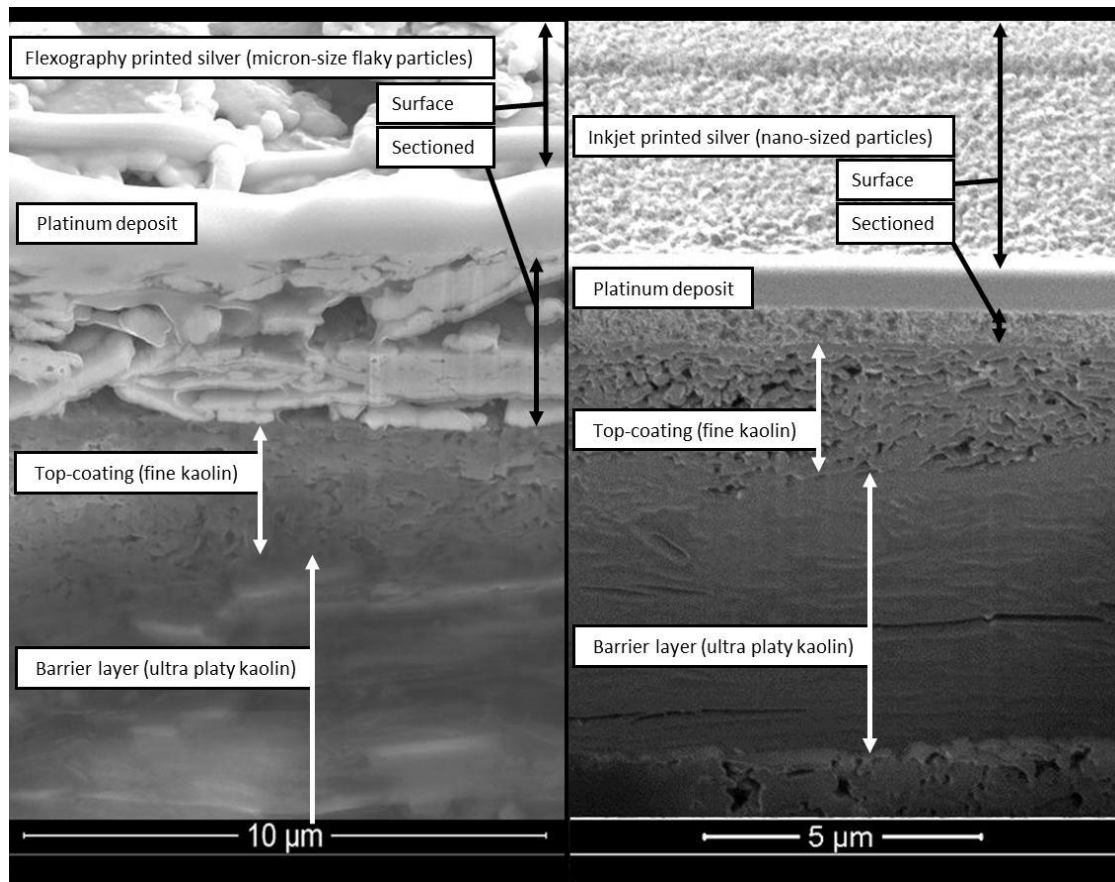 Flexography printed silver (micron-size flaky particles)
Surface
Sectioned
Platinum deposit
Top-coating (fine kaolin)
Barrier layer (ultra platy kaolin)
10 µm
Inkjet printed silver (nano-sized particles)
Surface
Sectioned
Platinum deposit
Top-coating (fine kaolin)
Barrier layer (ultra platy kaolin)
5 µm